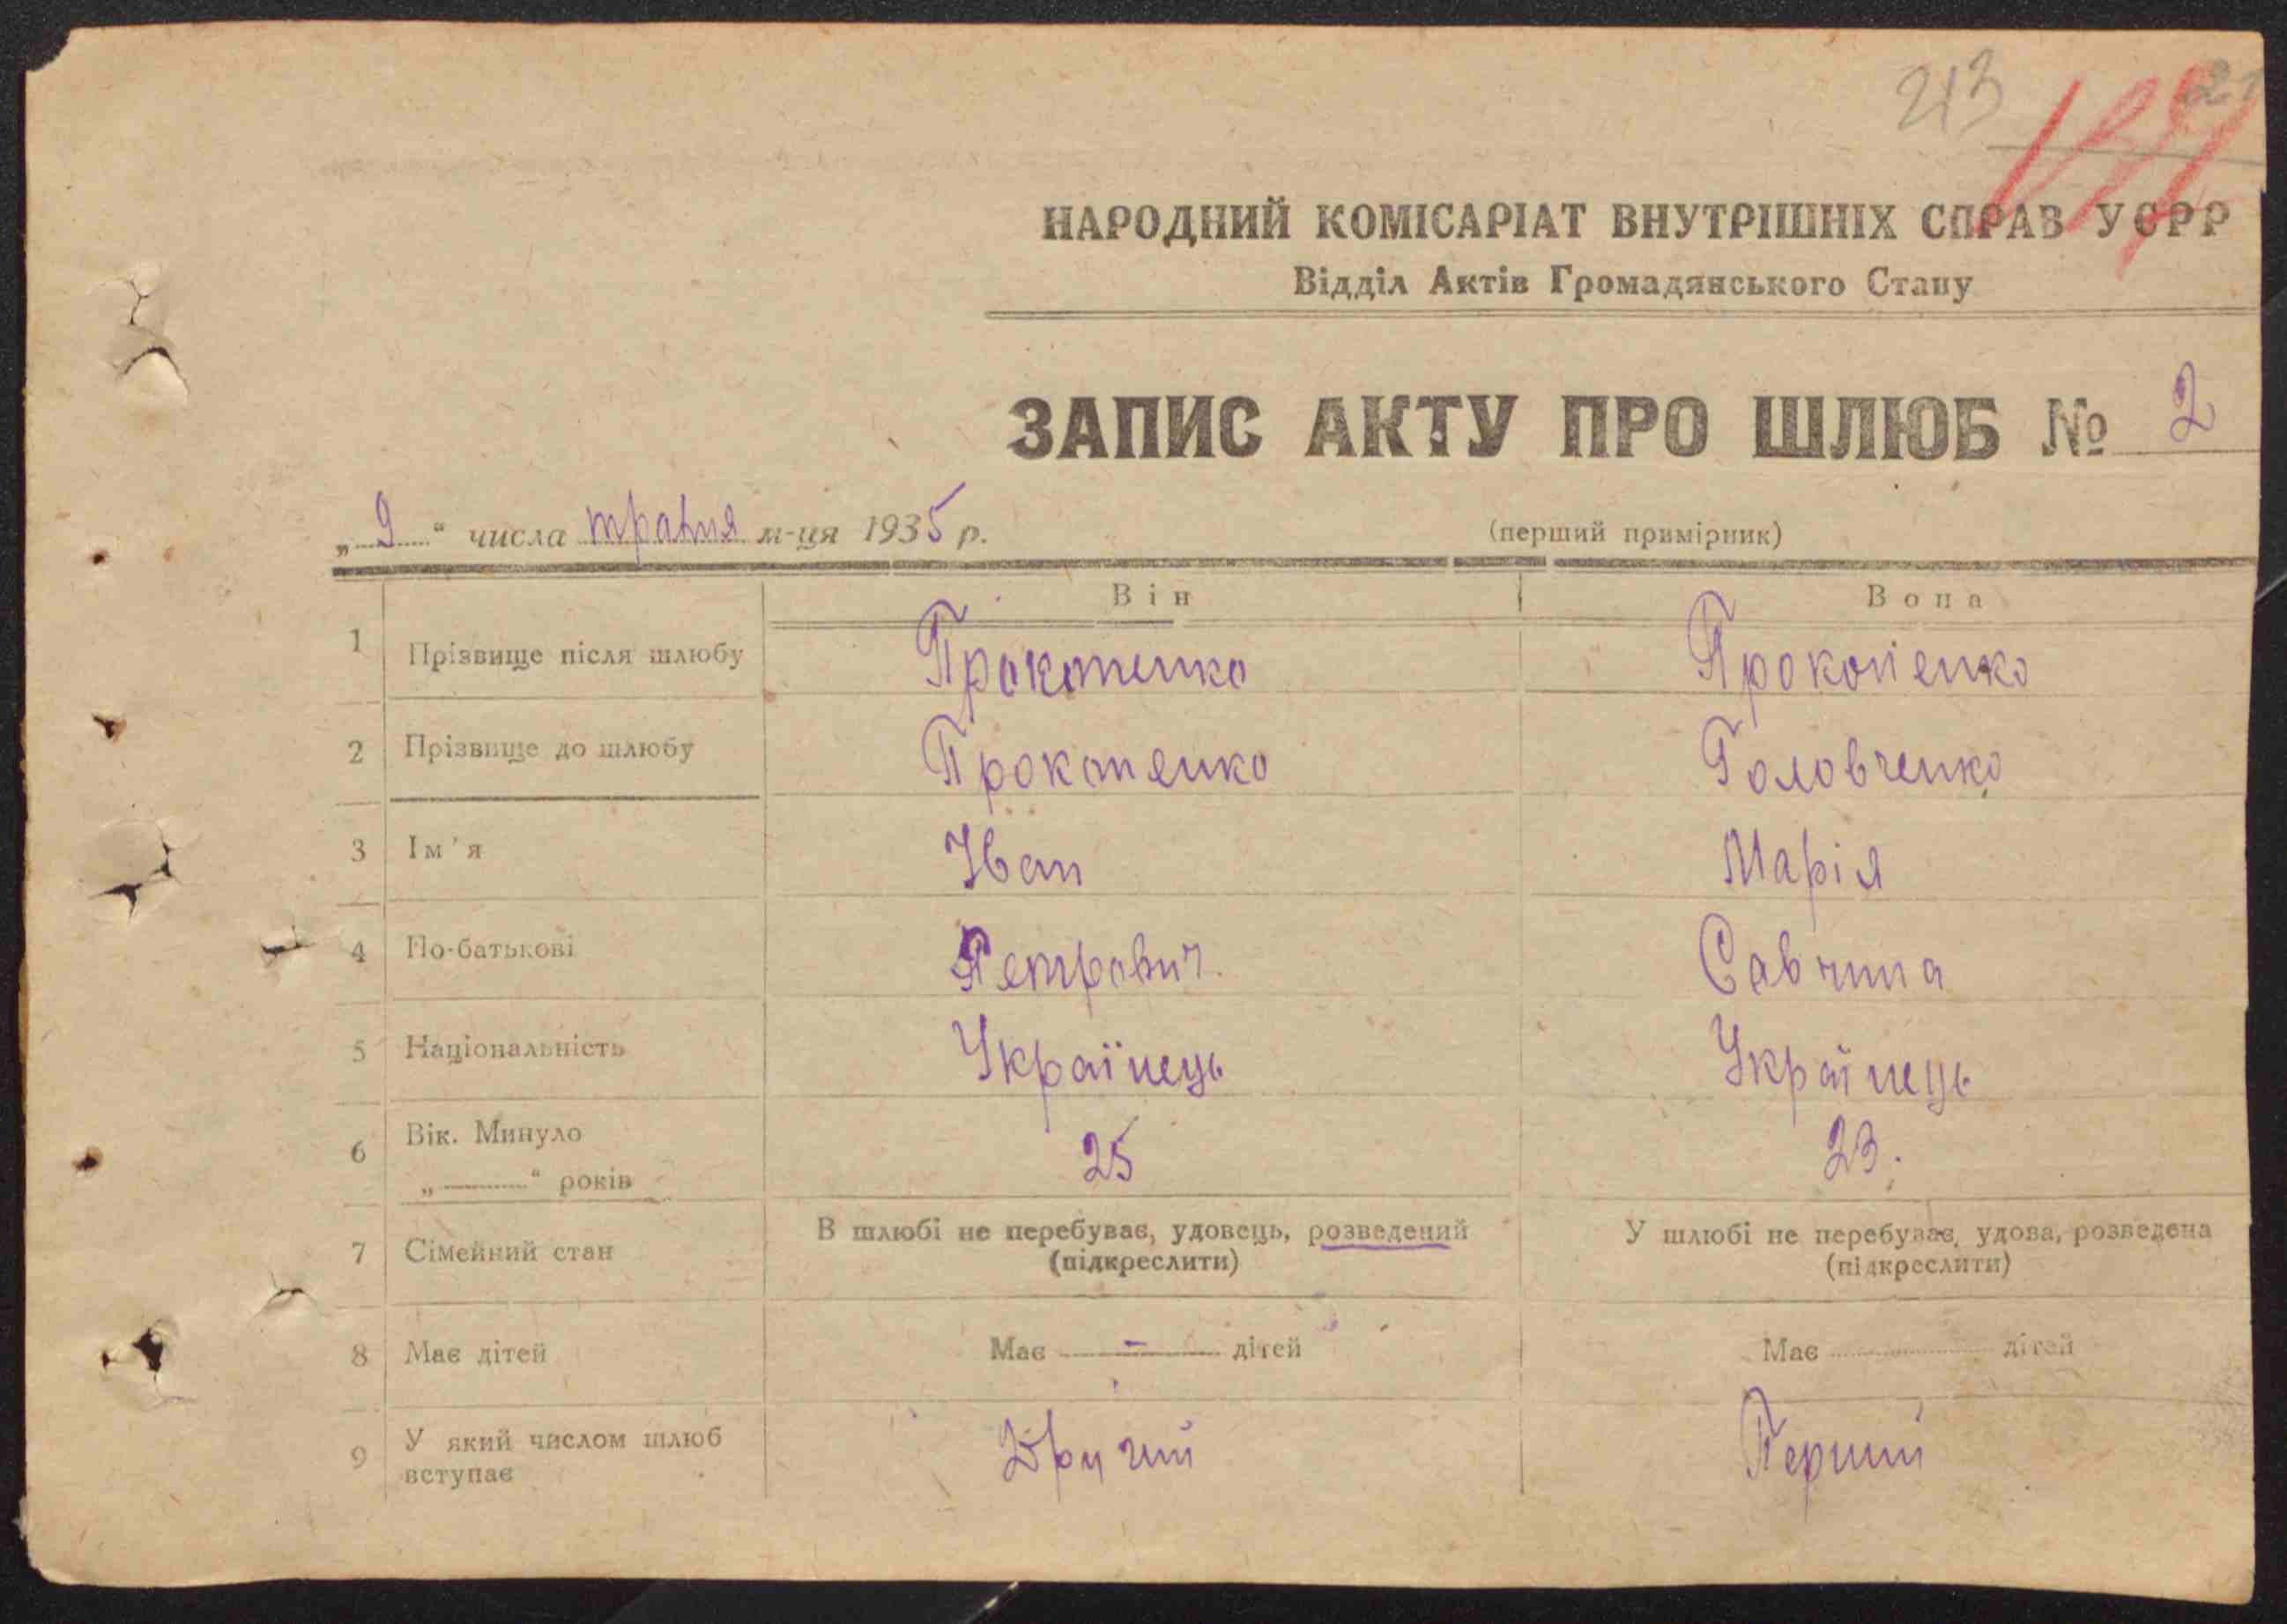 213
НАРОДНИЙ КОМІСАРІАТ ВНУТРІШНІХ СПРАВ УСРР
Відділ Актів Громадянського Стану
ЗАПИС АКТУ ПРО ШЛЮБ № 2
„ 9 “ числа травня м-ця 1935 р.
(перший примірник)
Він Вона
1 Прізвище після шлюбу Прокопенко Прокопенко
2 Прізвище до шлюбу Прокопенко Головченко
3 Ім'я Іван Марія
4 По-батькові Петрович. Савчина
5 Національність Українець Українець
6 Вік. Минуло „ “ років 25 23.
7 Сімейний стан В шлюбі не перебуває, удовець, розведений (підкреслити) У шлюбі не перебуває, удова, розведена (підкреслити)
8 Має дітей Має – дітей Має дітей
9 У який числом шлюб вступає Другий Перший